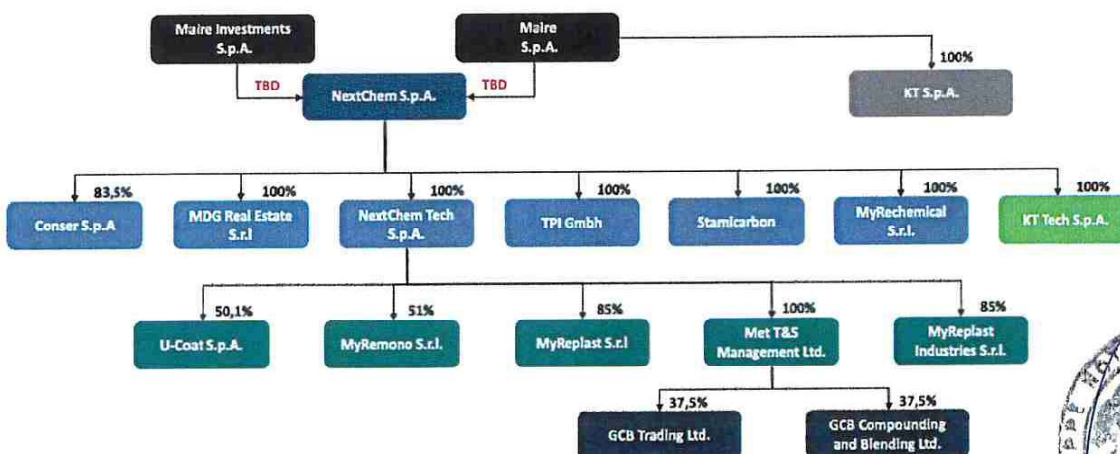 Maire Investments
S.p.A.
Maire
S.p.A.
TBD
TBD
100%
NextChem S.p.A.
KT S.p.A.
83,5%
100%
100%
100%
100%
100%
100%
Conser S.p.A
MDG Real Estate
S.r.l
NextChem Tech
S.p.A.
TPI Gmbh
Stamicarbon
MyRechemical
S.r.l.
KT Tech S.p.A.
50,1%
51%
85%
100%
85%
U-Coat S.p.A.
MyRemono S.r.l.
MyReplast S.r.l
Met T&S
Management Ltd.
MyReplast
Industries S.r.l.
37,5%
37,5%
GCB Trading Ltd.
GCB Compounding
and Blending Ltd.